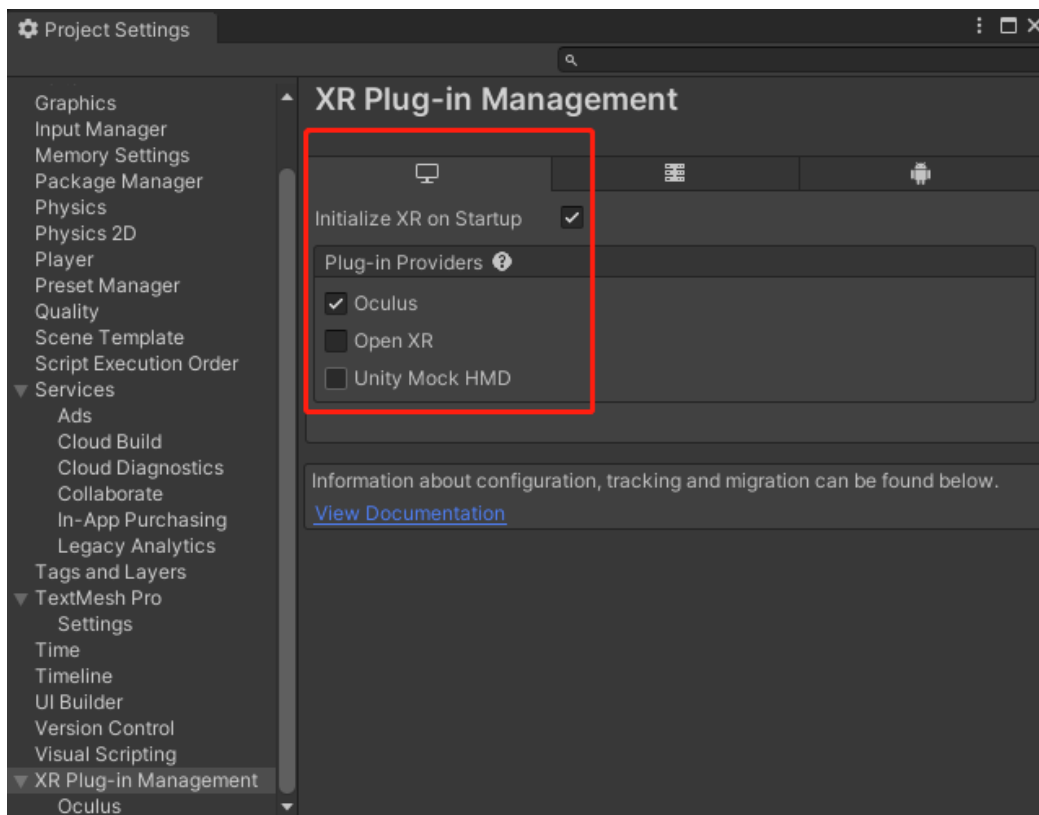 Project Settings
Graphics
Input Manager
Memory Settings
Package Manager
Physics
Physics 2D
Player
Preset Manager
Quality
Scene Template
Script Execution Order
Services
Ads
Cloud Build
Cloud Diagnostics
Collaborate
In-App Purchasing
Legacy Analytics
Tags and Layers
TextMesh Pro
Settings
Time
Timeline
UI Builder
Version Control
Visual Scripting
XR Plug-in Management
Oculus
XR Plug-in Management
Initialize XR on Startup
Plug-in Providers
Oculus
Open XR
Unity Mock HMD
Information about configuration, tracking and migration can be found below.
View Documentation